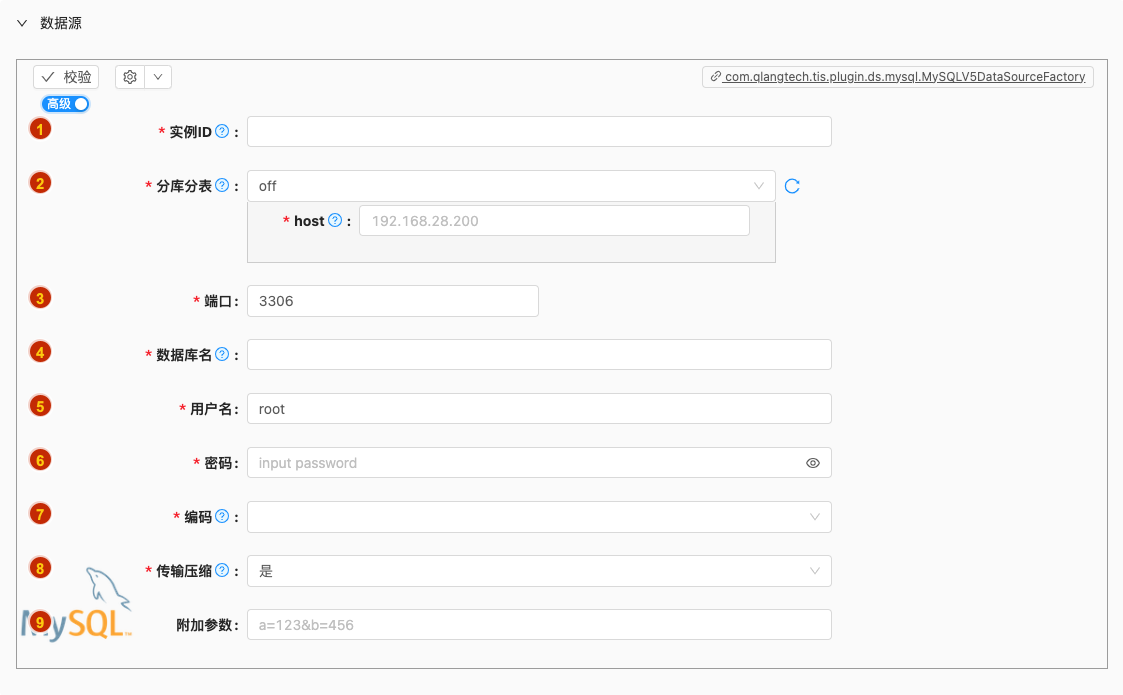 数据源
校验
com.qlangtech.tis.plugin.ds.mysql.MySQLV5DataSourceFactory
高级
1 * 实例ID :
2 * 分库分表 : off
* host : 192.168.28.200
3 * 端口 : 3306
4 * 数据库名 :
5 * 用户名 : root
6 * 密码 : input password
7 * 编码 :
8 * 传输压缩 : 是
MySQL™
9 附加参数 : a=123&b=456